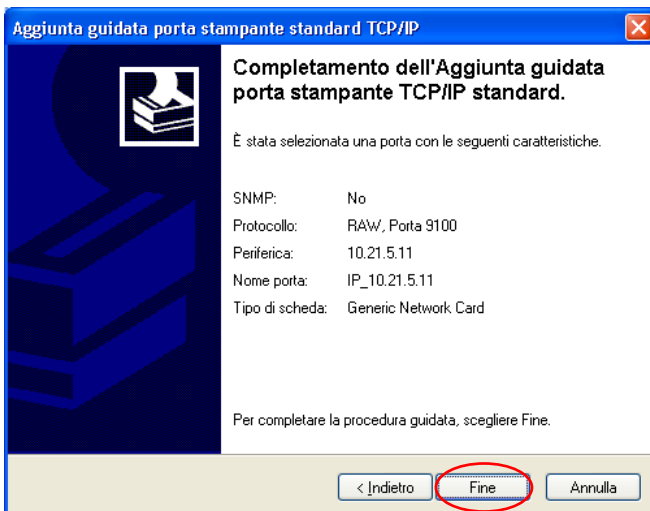 Aggiunta guidata porta stampante standard TCP/IP
Completamento dell'Aggiunta guidata
porta stampante TCP/IP standard.
È stata selezionata una porta con le seguenti caratteristiche.
SNMP: No
Protocollo: RAW, Porta 9100
Periferica: 10.21.5.11
Nome porta: IP_10.21.5.11
Tipo di scheda: Generic Network Card
Per completare la procedura guidata, scegliere Fine.
< Indietro Fine Annulla